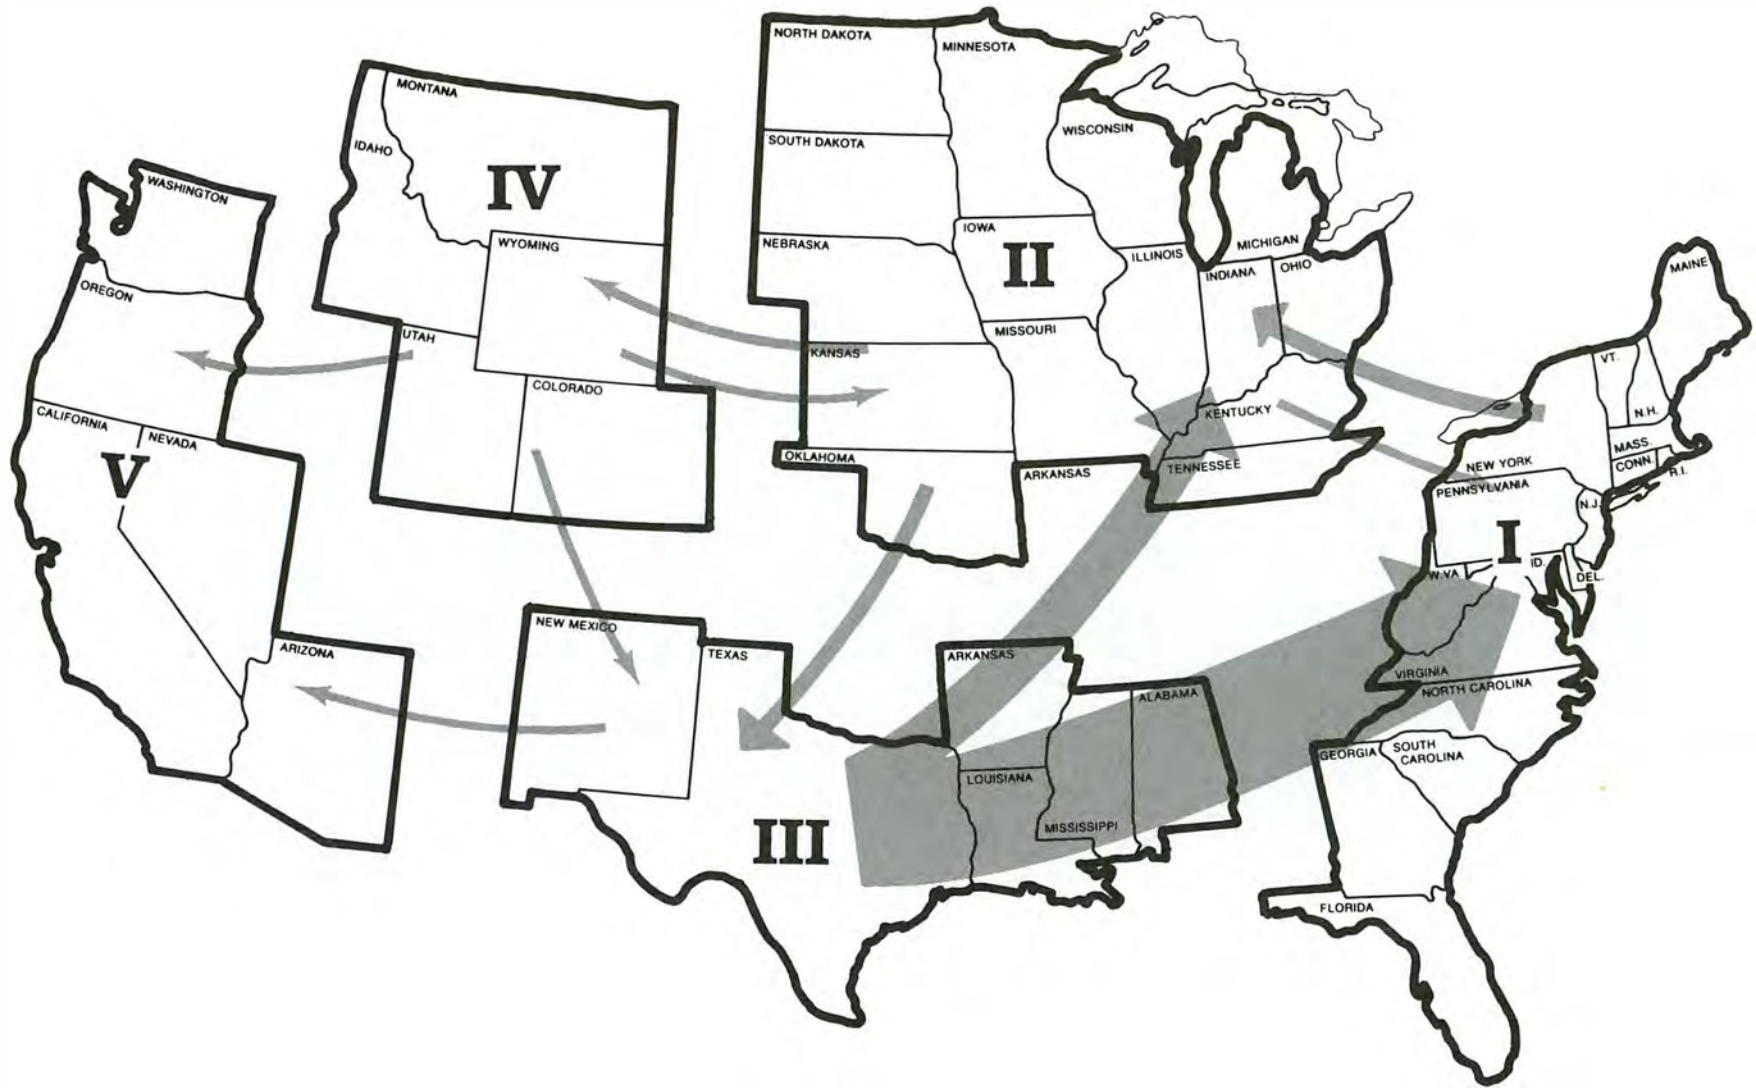 NORTH DAKOTA
MINNESOTA
MONTANA
IDAHO
SOUTH DAKOTA
WISCONSIN
WASHINGTON
IV
WYOMING
NEBRASKA
IOWA
II
ILLINOIS
MICHIGAN
INDIANA
OHIO
MAINE
OREGON
UTAH
KANSAS
MISSOURI
VT.
COLORADO
CALIFORNIA
NEVADA
KENTUCKY
N.H.
MASS.
V
OKLAHOMA
ARKANSAS
TENNESSEE
NEW YORK
CONN.
R.I.
PENNSYLVANIA
N.J.
I
W.VA.
ID.
DEL.
NEW MEXICO
TEXAS
ARKANSAS
ARIZONA
VIRGINIA
NORTH CAROLINA
ALABAMA
GEORGIA
SOUTH
CAROLINA
LOUISIANA
III
MISSISSIPPI
FLORIDA